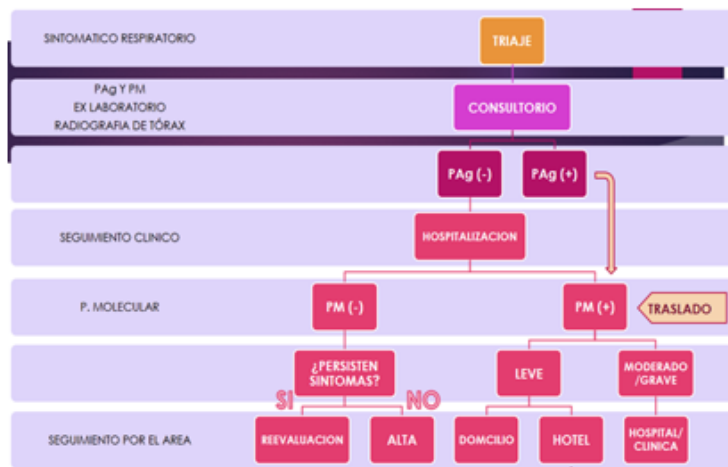 SINTOMATICO RESPIRATORIO
TRIAJE
PAg Y PM
EX LABORATORIO
RADIOGRAFIA DE TÓRAX
CONSULTORIO
PAg (-)
PAg (+)
SEGUIMIENTO CLINICO
HOSPITALIZACION
P. MOLECULAR
PM (-)
PM (+)
TRASLADO
¿PERSISTEN
SINTOMAS?
LEVE
MODERADO
/GRAVE
SI
NO
SEGUIMIENTO POR EL AREA
REEVALUACION
ALTA
DOMCILIO
HOTEL
HOSPITAL/
CLINICA